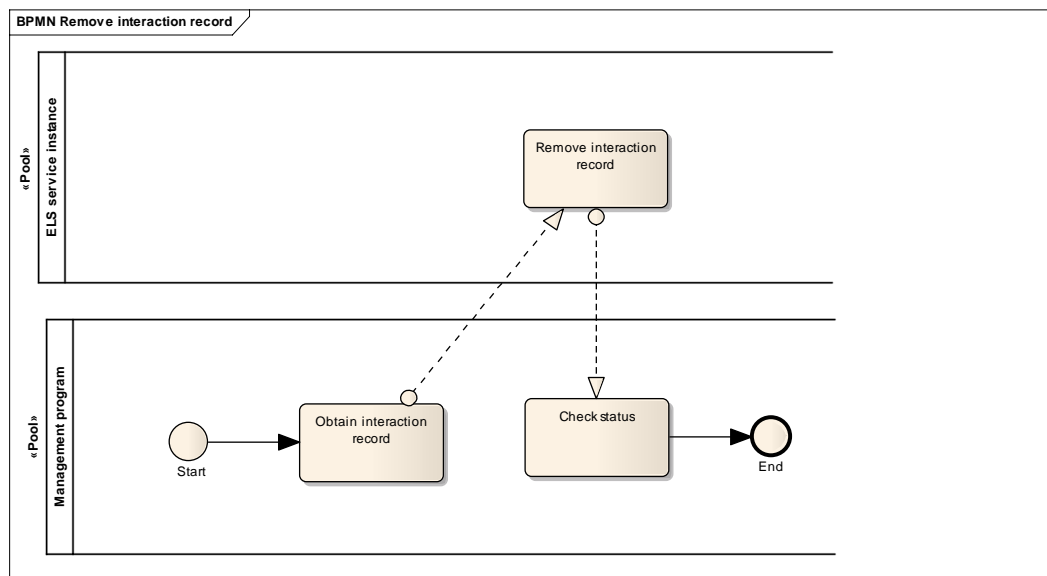 BPMN Remove interaction record
«Pool»
ELS service instance
Remove interaction
record
«Pool»
Management program
Start
Obtain interaction
record
Check status
End